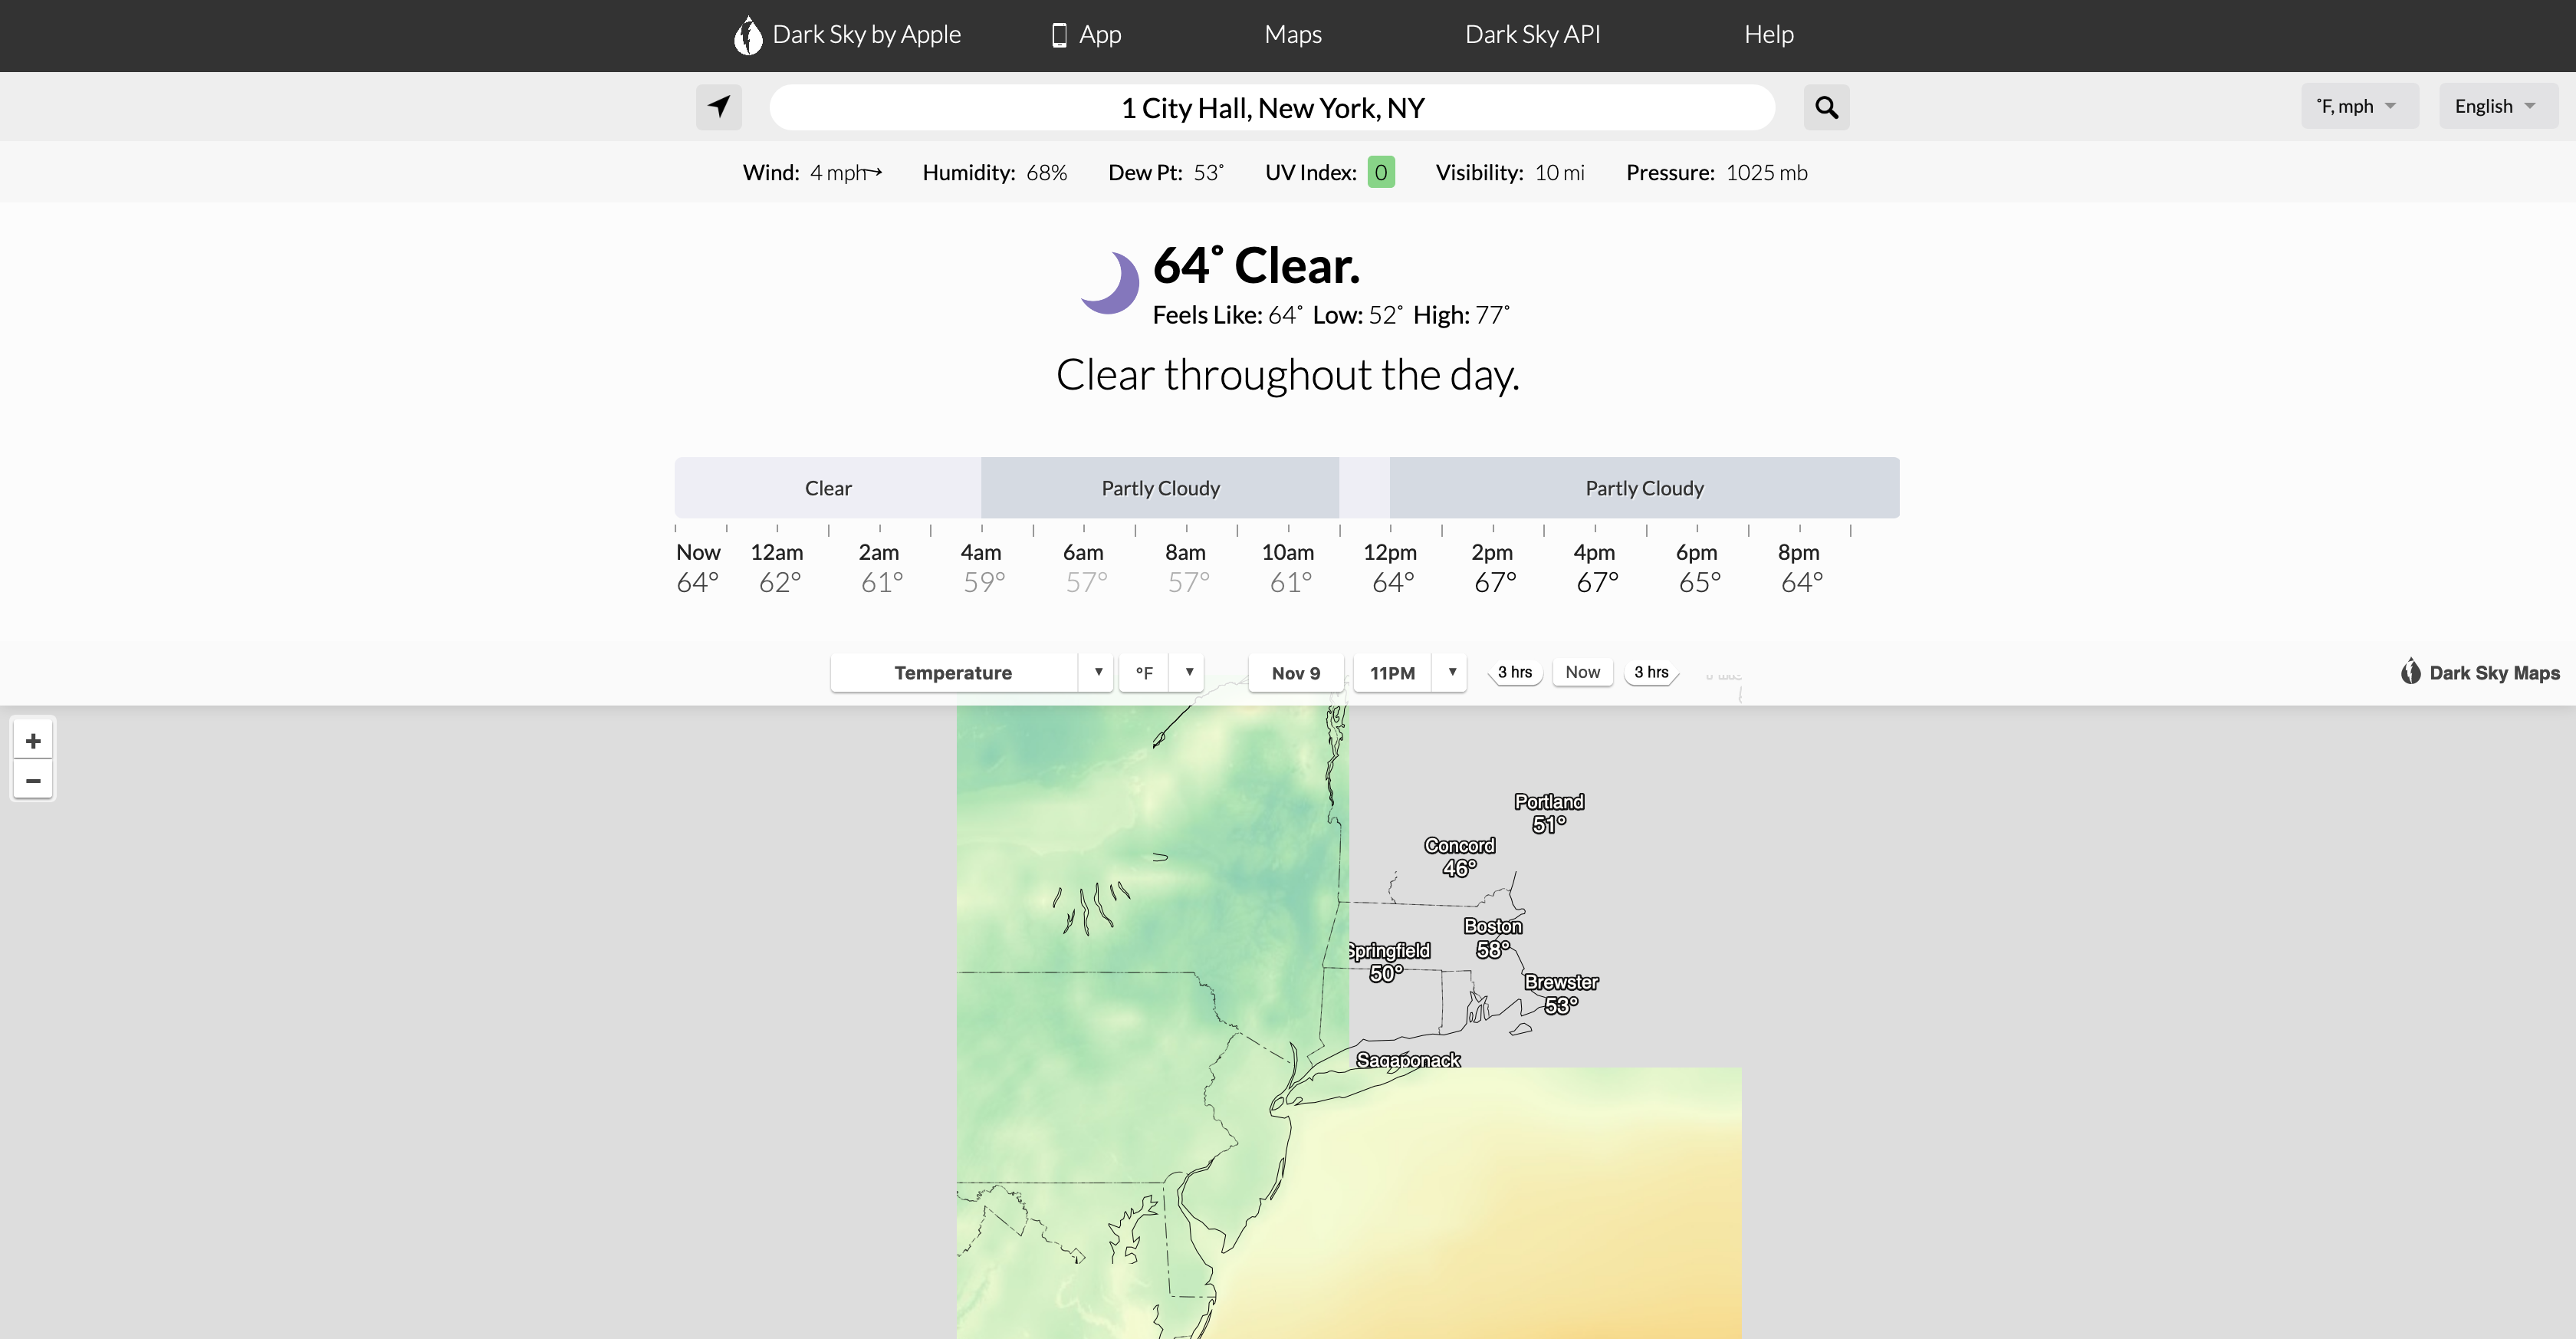 Dark Sky by Apple App Maps Dark Sky API Help
1 City Hall, New York, NY
˚F, mph English
Wind: 4 mph Humidity: 68% Dew Pt: 53˚ UV Index: 0 Visibility: 10 mi Pressure: 1025 mb
64˚ Clear.
Feels Like: 64˚ Low: 52˚ High: 77˚
Clear throughout the day.
Clear Partly Cloudy Partly Cloudy
Now 12am 2am 4am 6am 8am 10am 12pm 2pm 4pm 6pm 8pm
64° 62° 61° 59° 57° 57° 61° 64° 67° 67° 65° 64°
Temperature °F Nov 9 11PM 3 hrs Now 3 hrs Dark Sky Maps
+
−
Portland
51°
Concord
46°
Boston
58°
Springfield
50°
Brewster
53°
Sagaponack